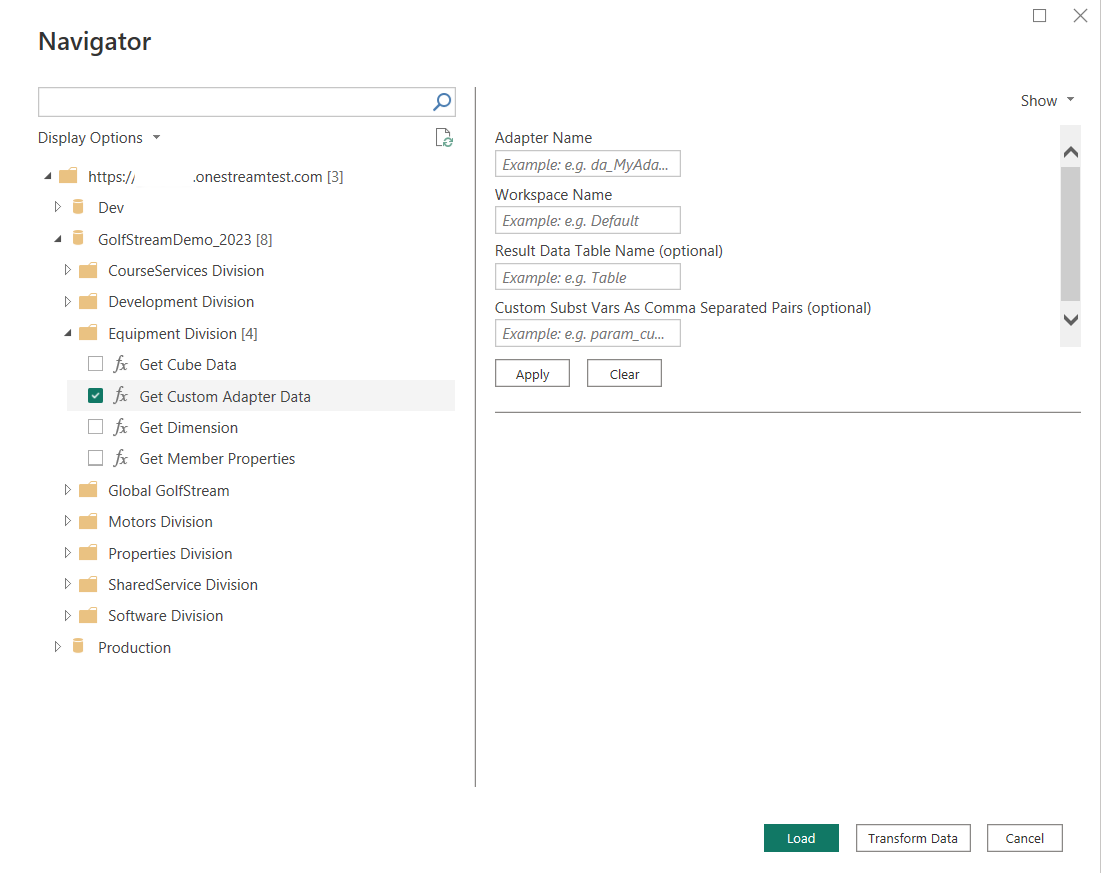 Navigator
Display Options
https:// .onestreamtest.com [3]
Dev
GolfStreamDemo_2023 [8]
CourseServices Division
Development Division
Equipment Division [4]
fx Get Cube Data
fx Get Custom Adapter Data
fx Get Dimension
fx Get Member Properties
Global GolfStream
Motors Division
Properties Division
SharedService Division
Software Division
Production
Show
Adapter Name
Example: e.g. da_MyAda...
Workspace Name
Example: e.g. Default
Result Data Table Name (optional)
Example: e.g. Table
Custom Subst Vars As Comma Separated Pairs (optional)
Example: e.g. param_cu...
Apply Clear
Load Transform Data Cancel